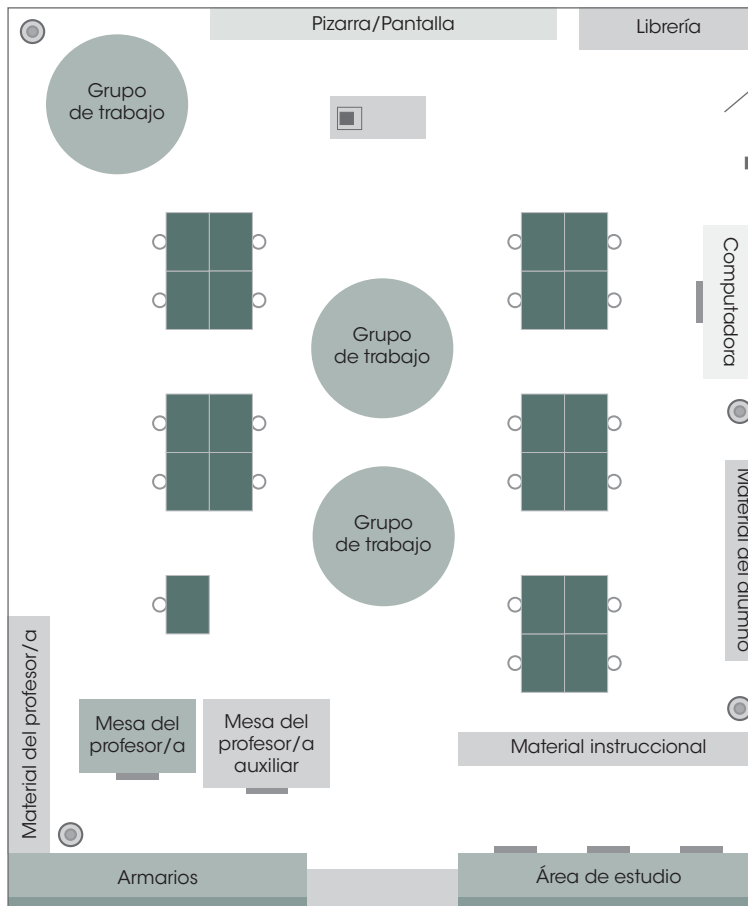 Pizarra/Pantalla
Librería
Grupo
de trabajo
Computadora
Grupo
de trabajo
Material del alumno
Grupo
de trabajo
Material del profesor/a
Mesa del
profesor/a
Mesa del
profesor/a
auxiliar
Material instruccional
Armarios
Área de estudio